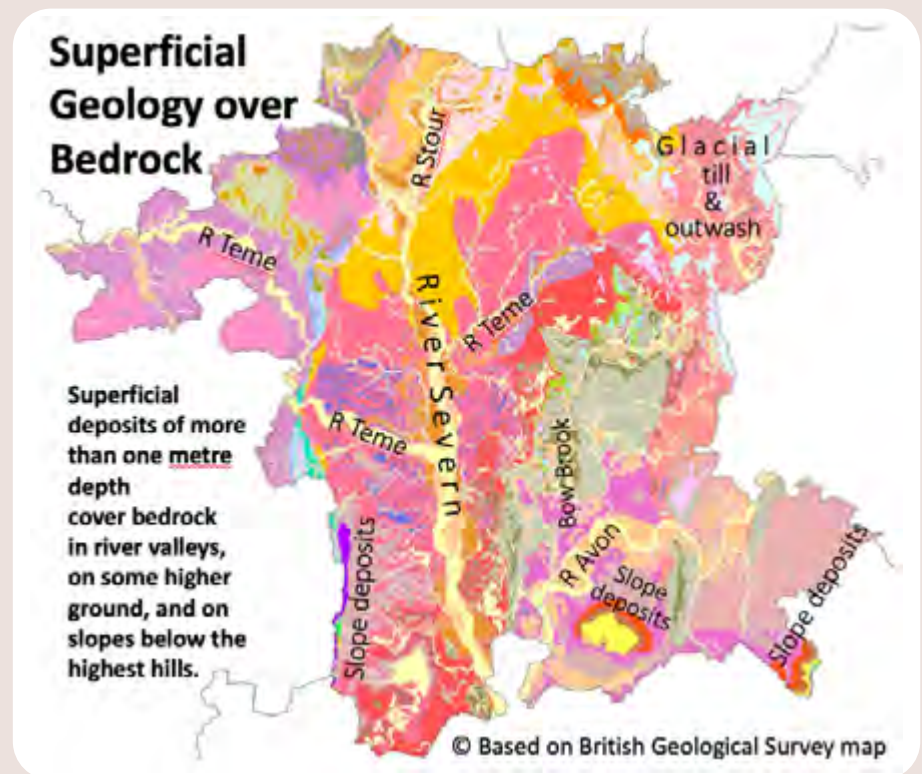 Superficial
Geology over
Bedrock
R Stour
Glacial
till
&
outwash
R Teme
River Severn
R Teme
Superficial
deposits of more
than one metre
depth
cover bedrock
in river valleys,
on some higher
ground, and on
slopes below the
highest hills.
R Teme
Bow Brook
R Avon
Slope deposits
Slope
deposits
Slope deposits
© Based on British Geological Survey map